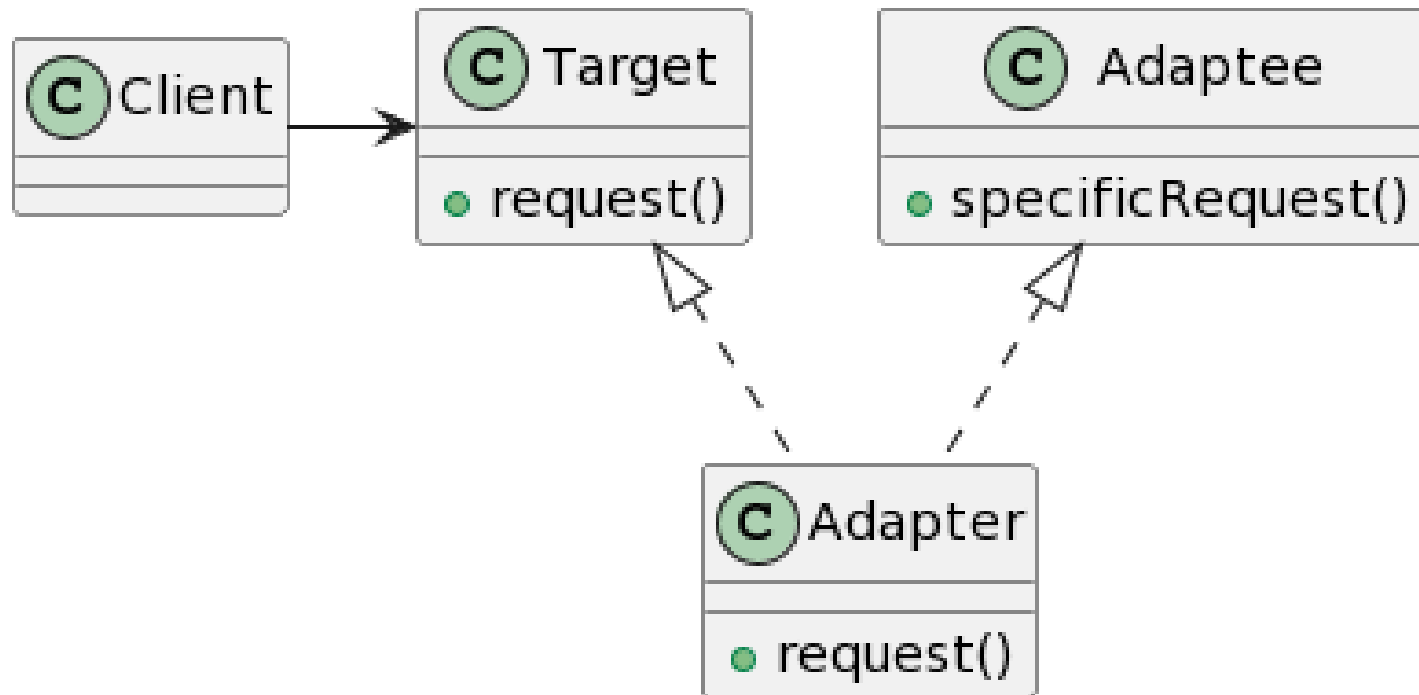 C Client
C Target
request()
C Adaptee
specificRequest()
C Adapter
request()